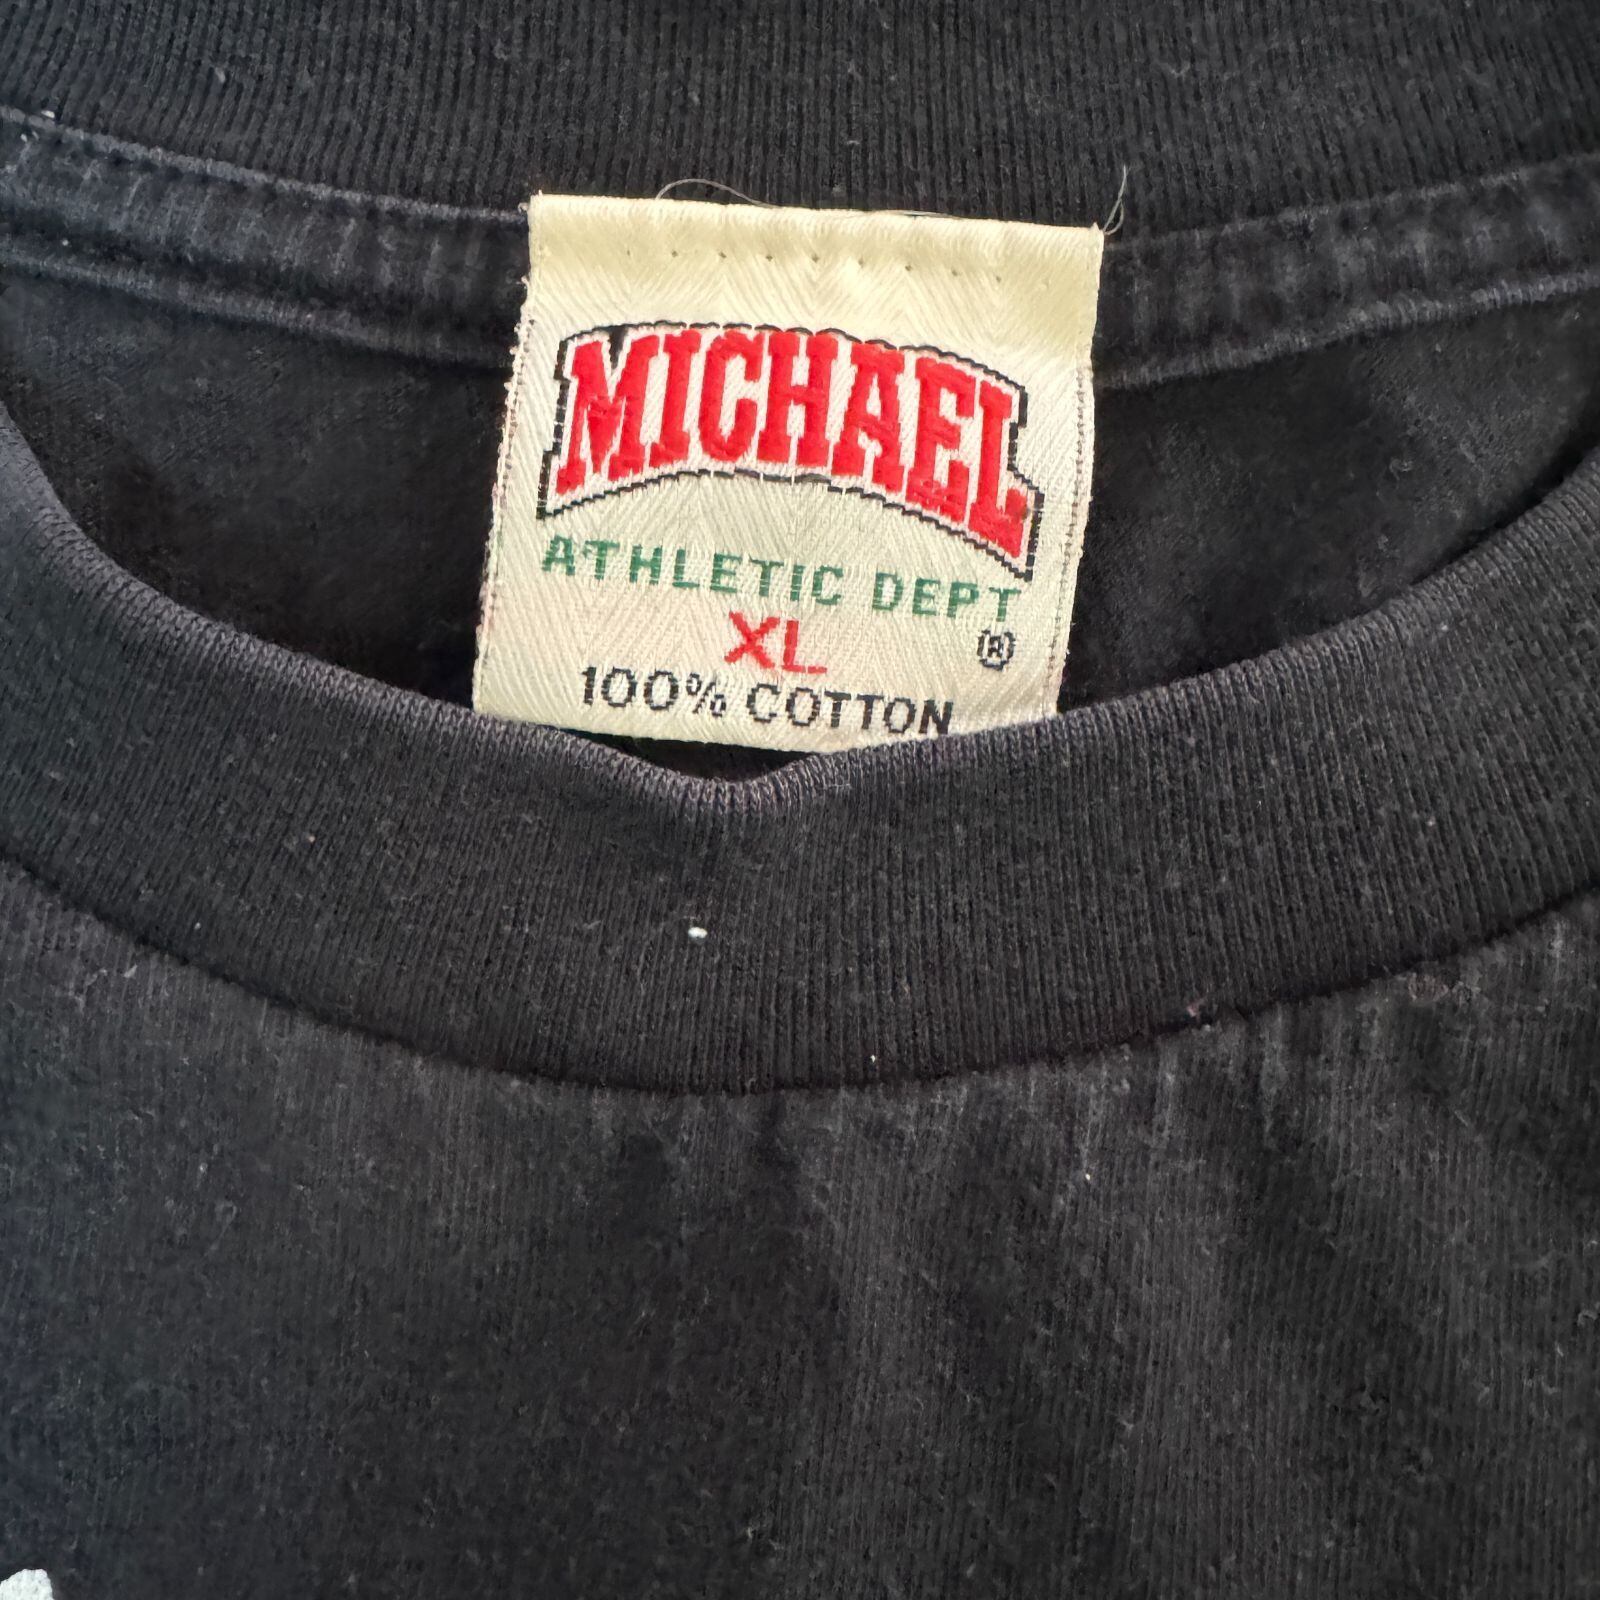 MICHAEL
ATHLETIC DEPT
XL ®
100% COTTON